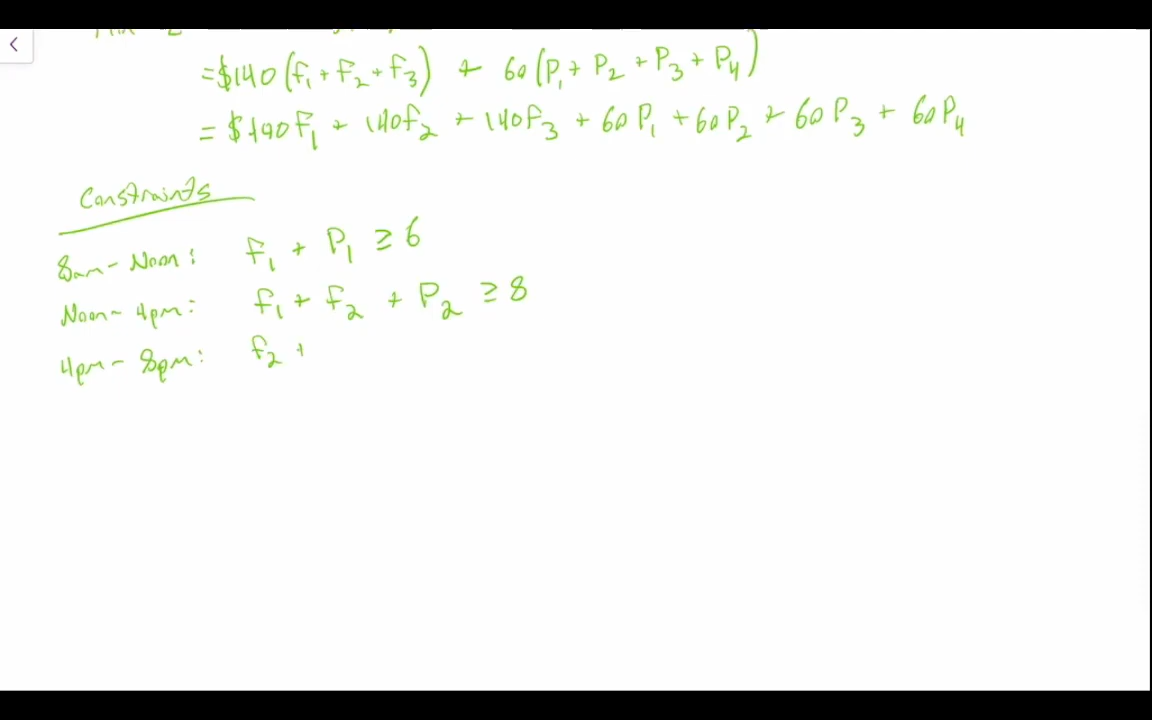 =$140(f₁ + f₂ + f₃) + 60(P₁ + P₂ + P₃ + P₄)
= $140f₁ + 140f₂ + 140f₃ + 60P₁ + 60P₂ + 60P₃ + 60P₄
Constraints
8am - Noon: f₁ + P₁ ≥ 6
Noon - 4pm: f₁ + f₂ + P₂ ≥ 8
4pm - 8pm: f₂ +